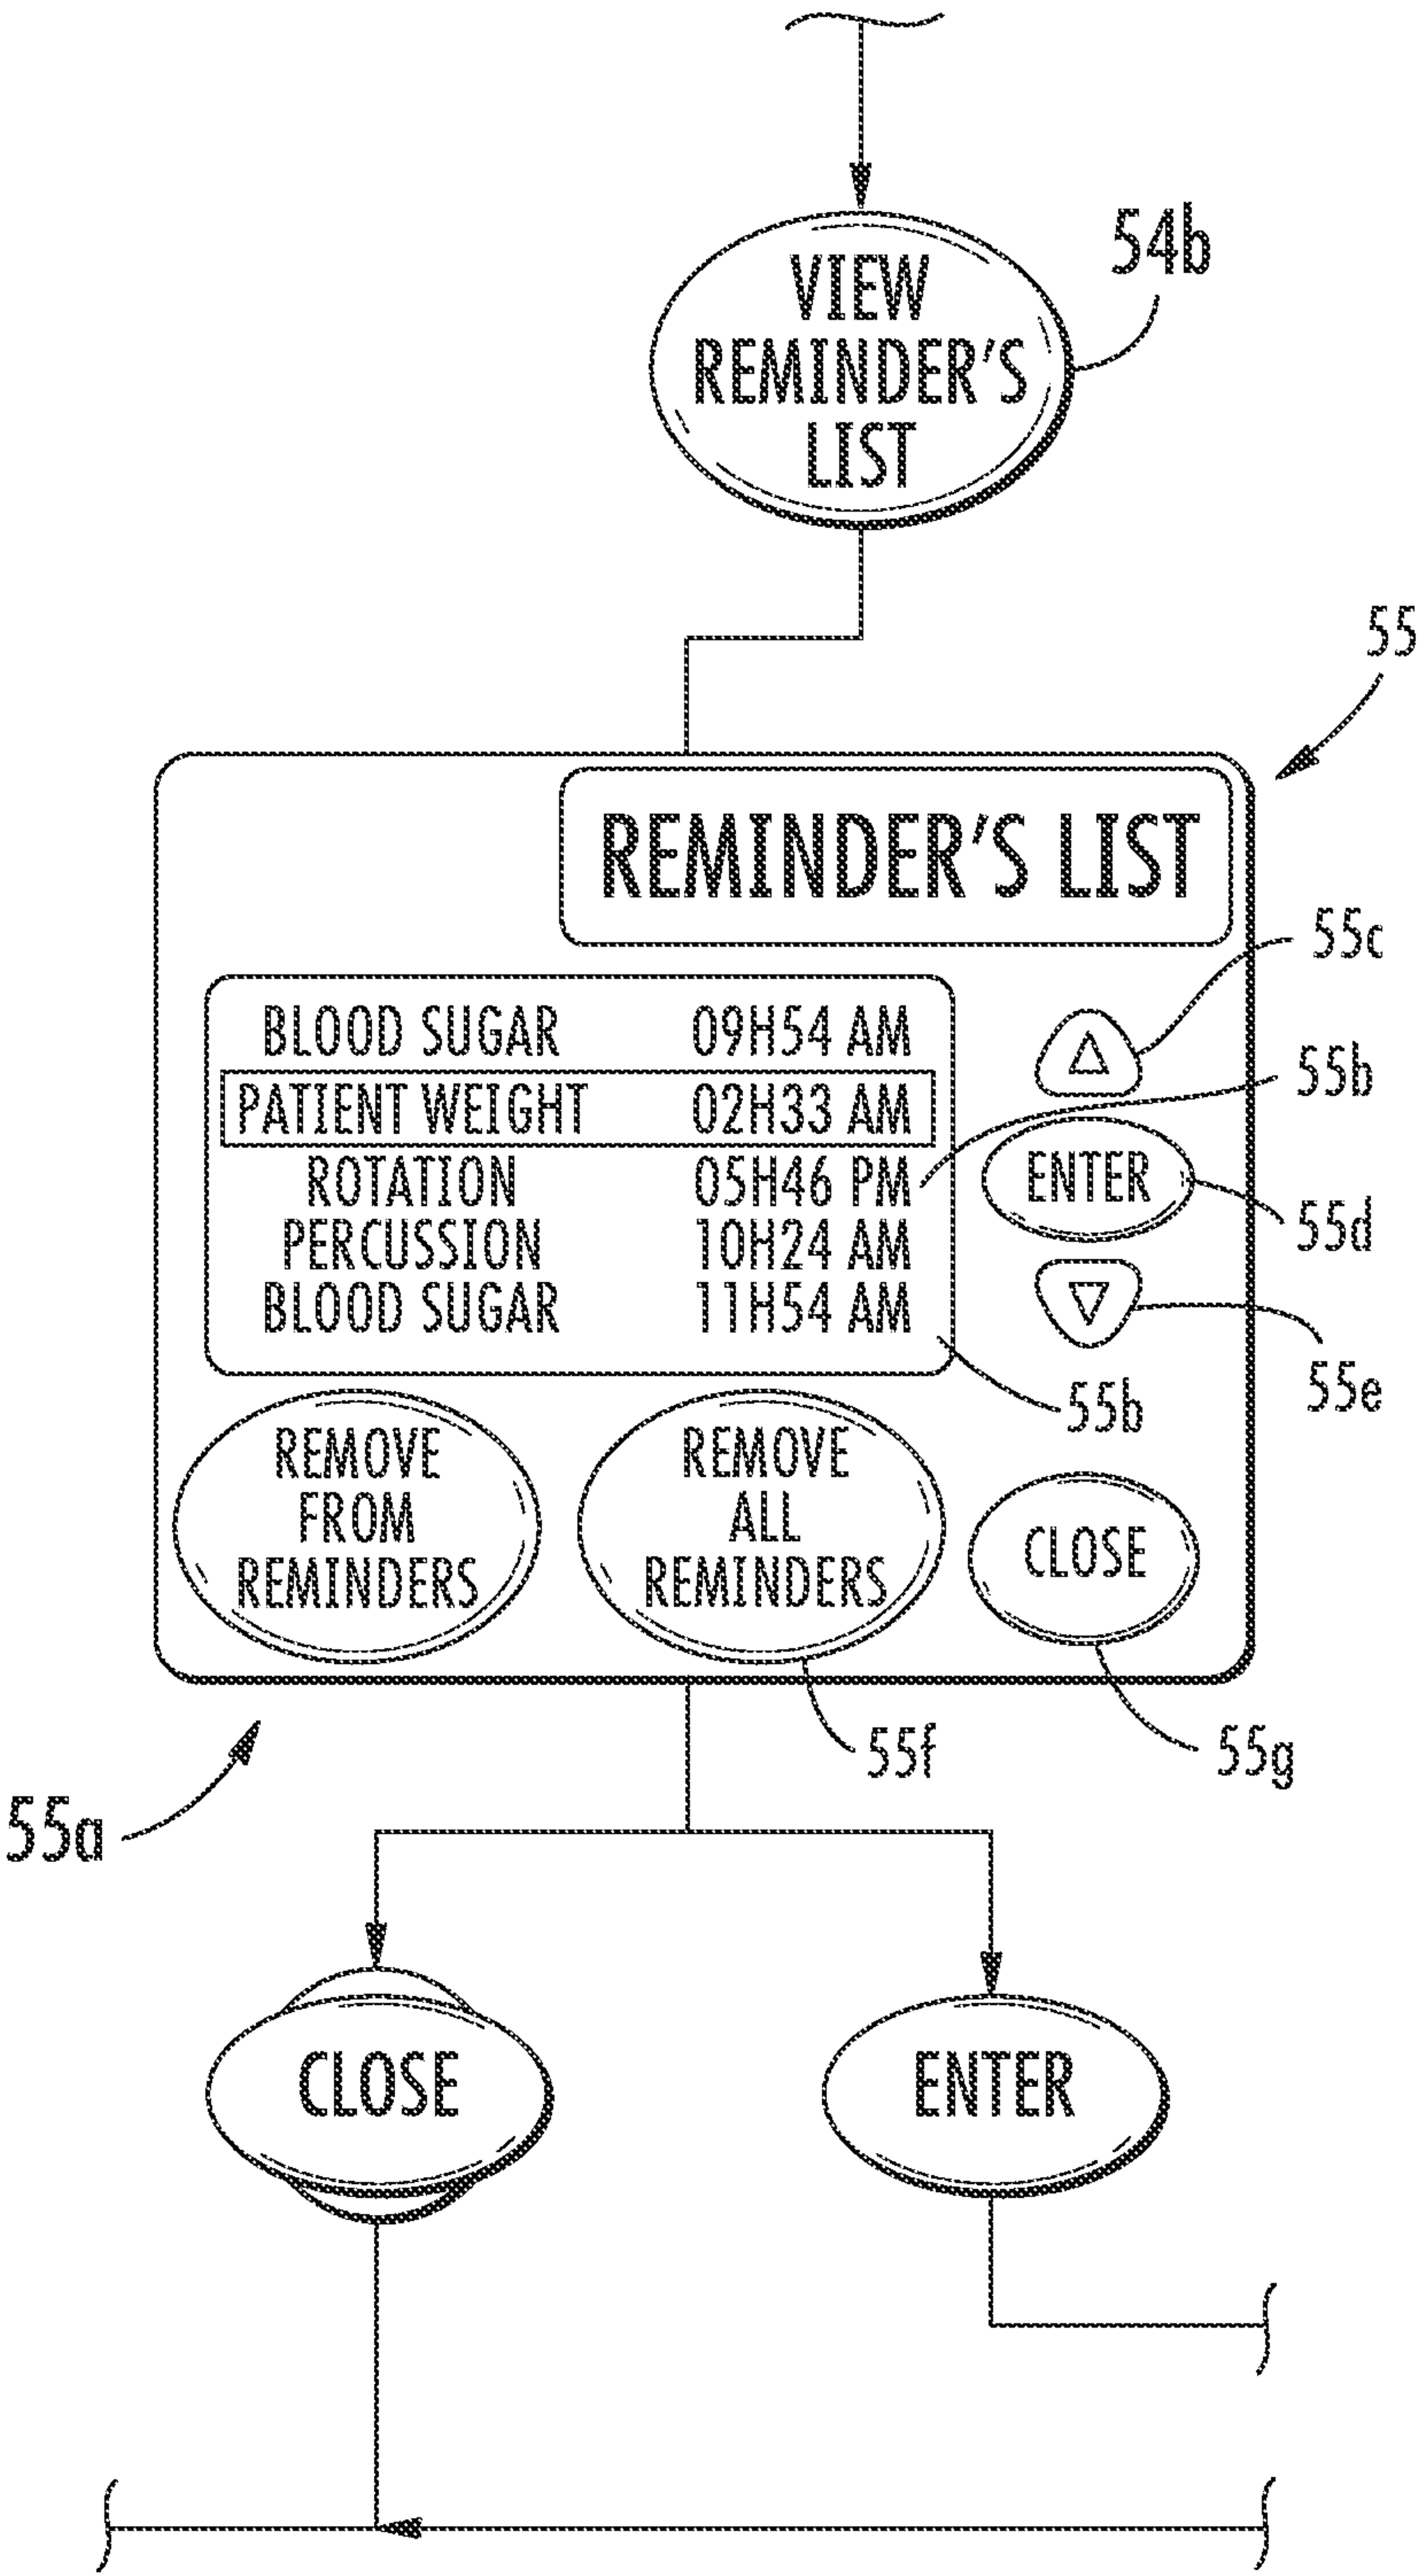 VIEW
REMINDER'S
LIST
54b
55
REMINDER'S LIST
55c
BLOOD SUGAR 09H54 AM
55b
PATIENT WEIGHT 02H33 AM
ROTATION 05H46 PM
ENTER
55d
PERCUSSION 10H24 AM
BLOOD SUGAR 11H54 AM
55e
55b
REMOVE
FROM
REMINDERS
REMOVE
ALL
REMINDERS
CLOSE
55f
55g
55a
CLOSE
ENTER